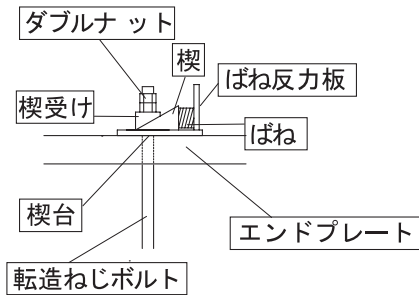 ダブルナット
楔
ばね反力板
楔受け
ばね
楔台
エンドプレート
転造ねじボルト